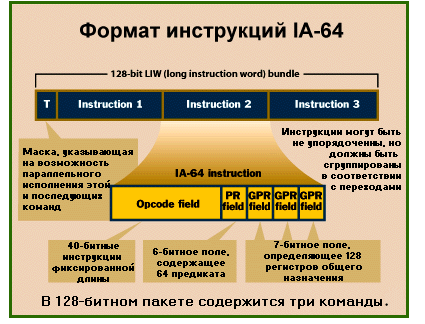 Формат инструкций IA-64
128-bit LIW (long instruction word) bundle
T Instruction 1 Instruction 2 Instruction 3
Маска, указывающая
на возможность
параллельного
исполнения этой
и последующих
команд
Инструкции могут быть
не упорядоченны, но
должны быть
сгруппированы
в соответствии
с переходами
IA-64 instruction
Opcode field
PR
field
GPR
field
GPR
field
GPR
field
40-битные
инструкции
фиксированной
длины
6-битное поле,
содержащее
64 предиката
7-битное поле,
определяющее 128
регистров общего
назначения
В 128-битном пакете содержится три команды.